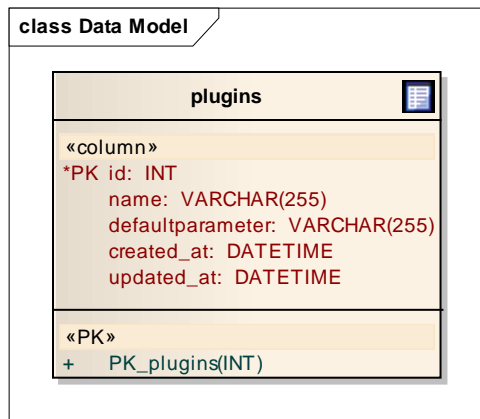 class Data Model
plugins
«column»
*PK id: INT
name: VARCHAR(255)
defaultparameter: VARCHAR(255)
created_at: DATETIME
updated_at: DATETIME
«PK»
+ PK_plugins(INT)